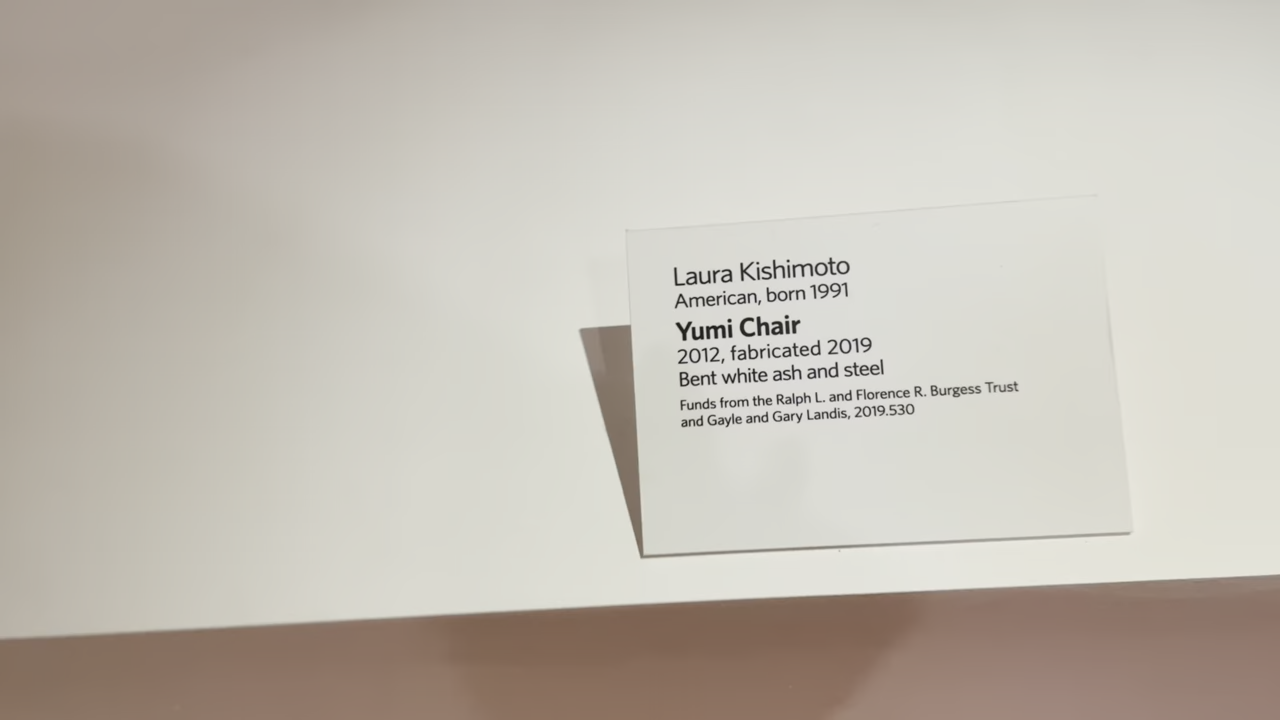 Laura Kishimoto
American, born 1991
Yumi Chair
2012, fabricated 2019
Bent white ash and steel
Funds from the Ralph L. and Florence R. Burgess Trust
and Gayle and Gary Landis, 2019.530